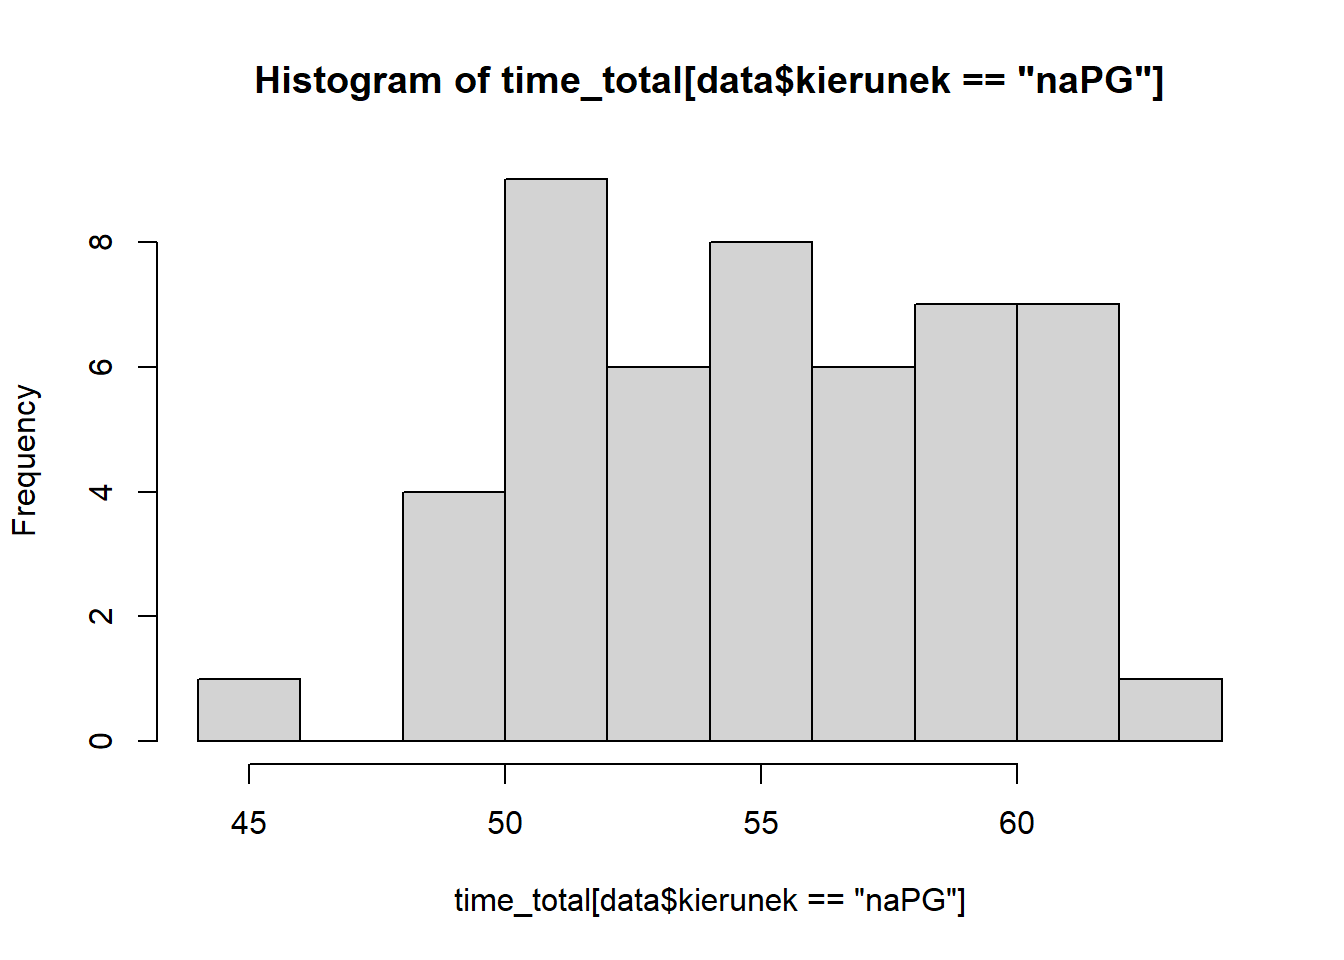 Histogram of time_total[data$kierunek == "naPG"]
Frequency
8
6
4
2
0
45 50 55 60
time_total[data$kierunek == "naPG"]